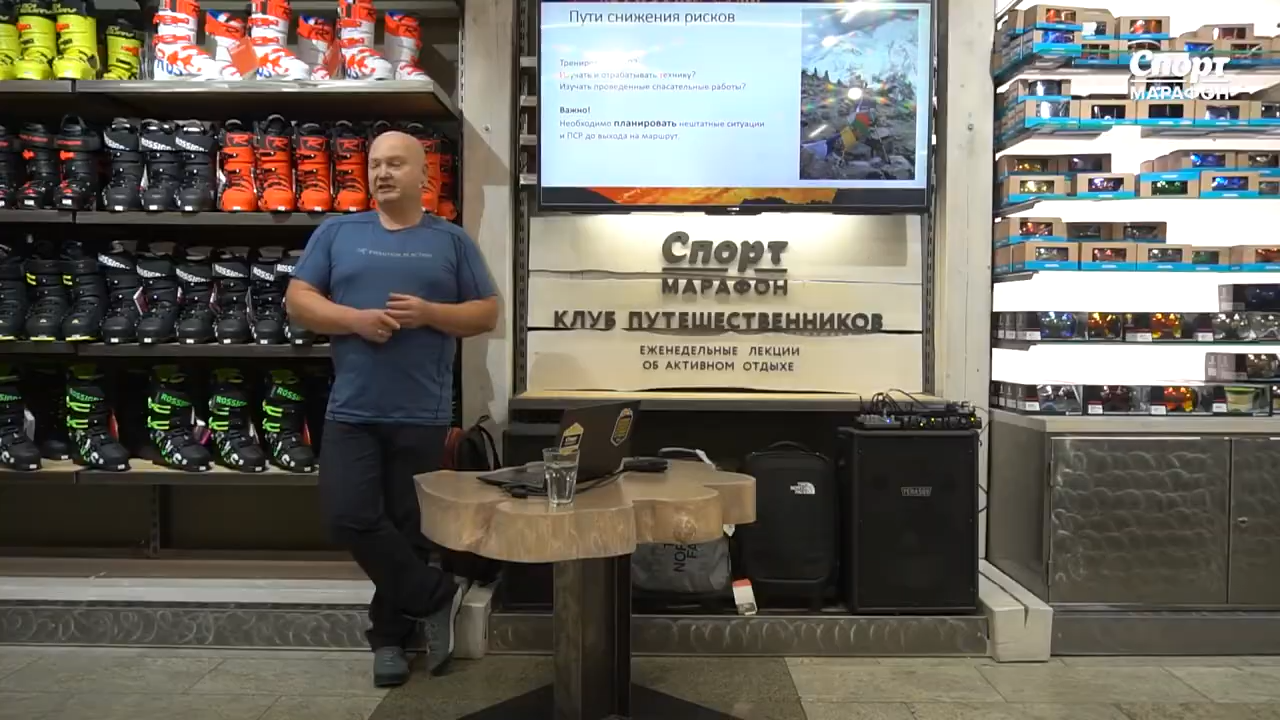 Пути снижения рисков
Изучать и отрабатывать технику?
Изучать проведенные спасательные работы?
Важно!
Необходимо планировать нештатные ситуации
и ПСР до выхода на маршрут.
Спорт
МАРАФОН
Спорт
МАРАФОН
КЛУБ ПУТЕШЕСТВЕННИКОВ
ЕЖЕНЕДЕЛЬНЫЕ ЛЕКЦИИ
ОБ АКТИВНОМ ОТДЫХЕ